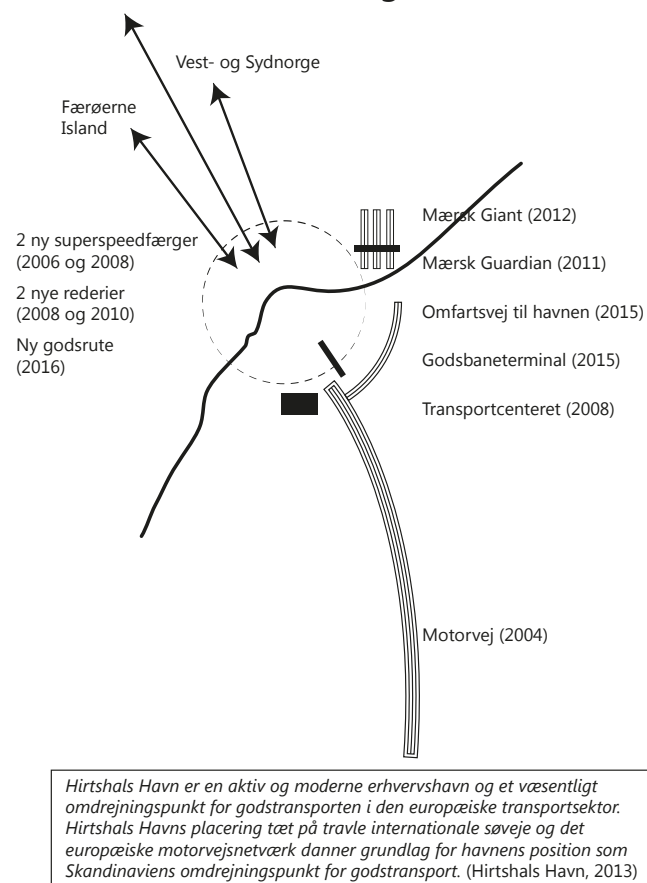 Vest- og Sydnorge
Færøerne
Island
2 ny superspeedfærger
(2006 og 2008)
2 nye rederier
(2008 og 2010)
Ny godsrute
(2016)
Mærsk Giant (2012)
Mærsk Guardian (2011)
Omfartsvej til havnen (2015)
Godsbaneterminal (2015)
Transportcenteret (2008)
Motorvej (2004)
Hirtshals Havn er en aktiv og moderne erhvervshavn og et væsentligt
omdrejningspunkt for godstransporten i den europæiske transportsektor.
Hirtshals Havns placering tæt på travle internationale søveje og det
europæiske motorvejsnetværk danner grundlag for havnens position som
Skandinaviens omdrejningspunkt for godstransport. (Hirtshals Havn, 2013)